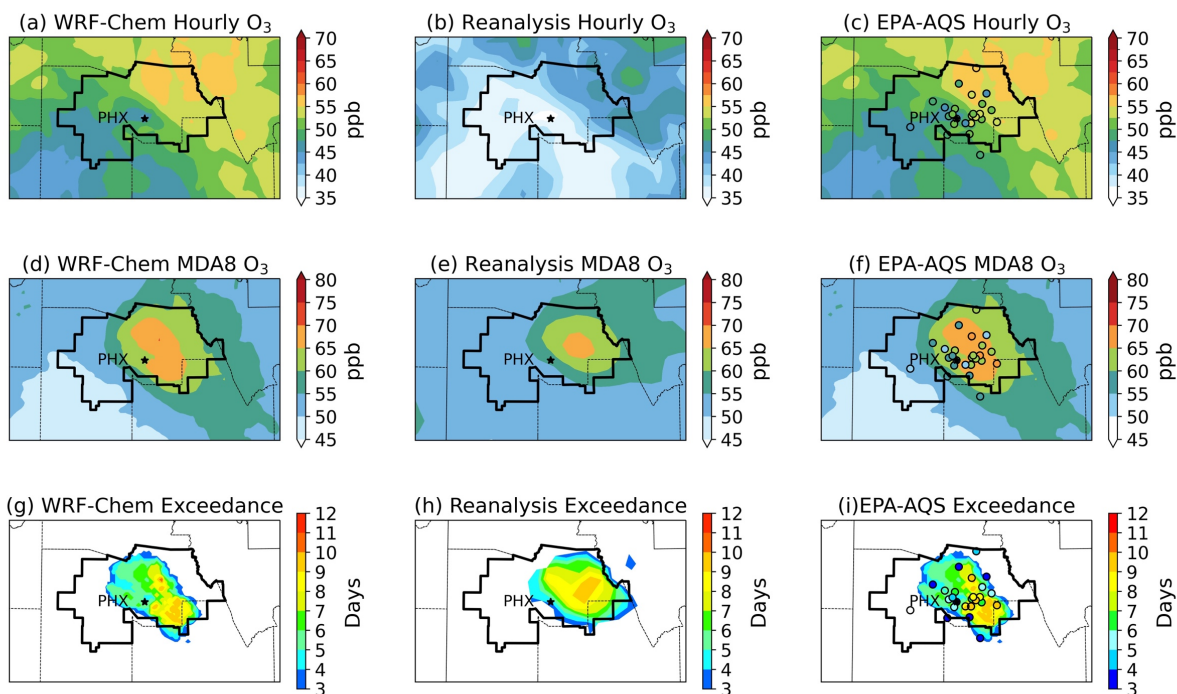 (a) WRF-Chem Hourly O₃
(b) Reanalysis Hourly O₃
(c) EPA-AQS Hourly O₃
PHX
70
65
60
55
50
45
40
35
ppb
PHX
70
65
60
55
50
45
40
35
ppb
PHX
70
65
60
55
50
45
40
35
ppb
(d) WRF-Chem MDA8 O₃
(e) Reanalysis MDA8 O₃
(f) EPA-AQS MDA8 O₃
PHX
80
75
70
65
60
55
50
45
ppb
PHX
80
75
70
65
60
55
50
45
ppb
PHX
80
75
70
65
60
55
50
45
ppb
(g) WRF-Chem Exceedance
(h) Reanalysis Exceedance
(i)EPA-AQS Exceedance
PHX
12
11
10
9
8
7
6
5
4
3
Days
PHX
12
11
10
9
8
7
6
5
4
3
Days
PHX
12
11
10
9
8
7
6
5
4
3
Days